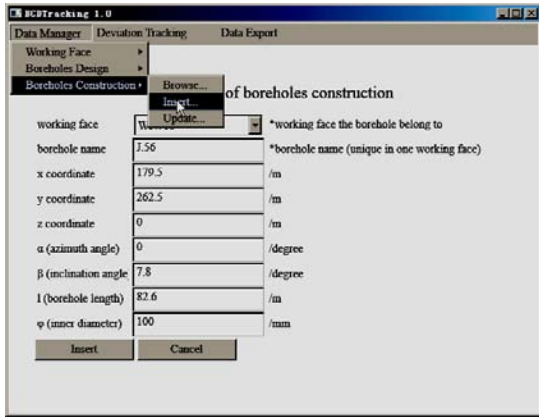 BCDTracking 1.0
Data Manager Deviation Tracking Data Export
Working Face
Boreholes Design
Boreholes Construction
Browse...
Insert...
Update...
of boreholes construction
working face *working face the borehole belong to
borehole name J.56 *borehole name (unique in one working face)
x coordinate 179.5 /m
y coordinate 262.5 /m
z coordinate 0 /m
α (azimuth angle) 0 /degree
β (inclination angle 7.8 /degree
l (borehole length) 82.6 /m
φ (inner diameter) 100 /mm
Insert Cancel